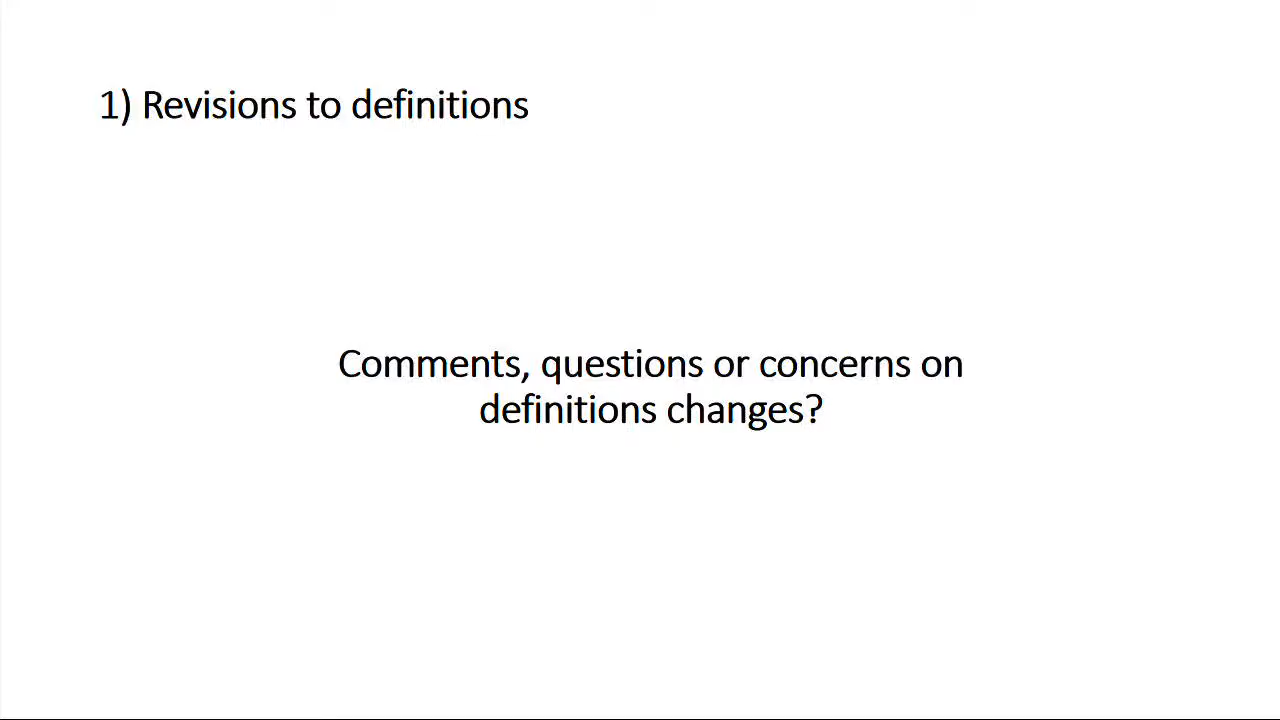 1) Revisions to definitions
Comments, questions or concerns on
definitions changes?